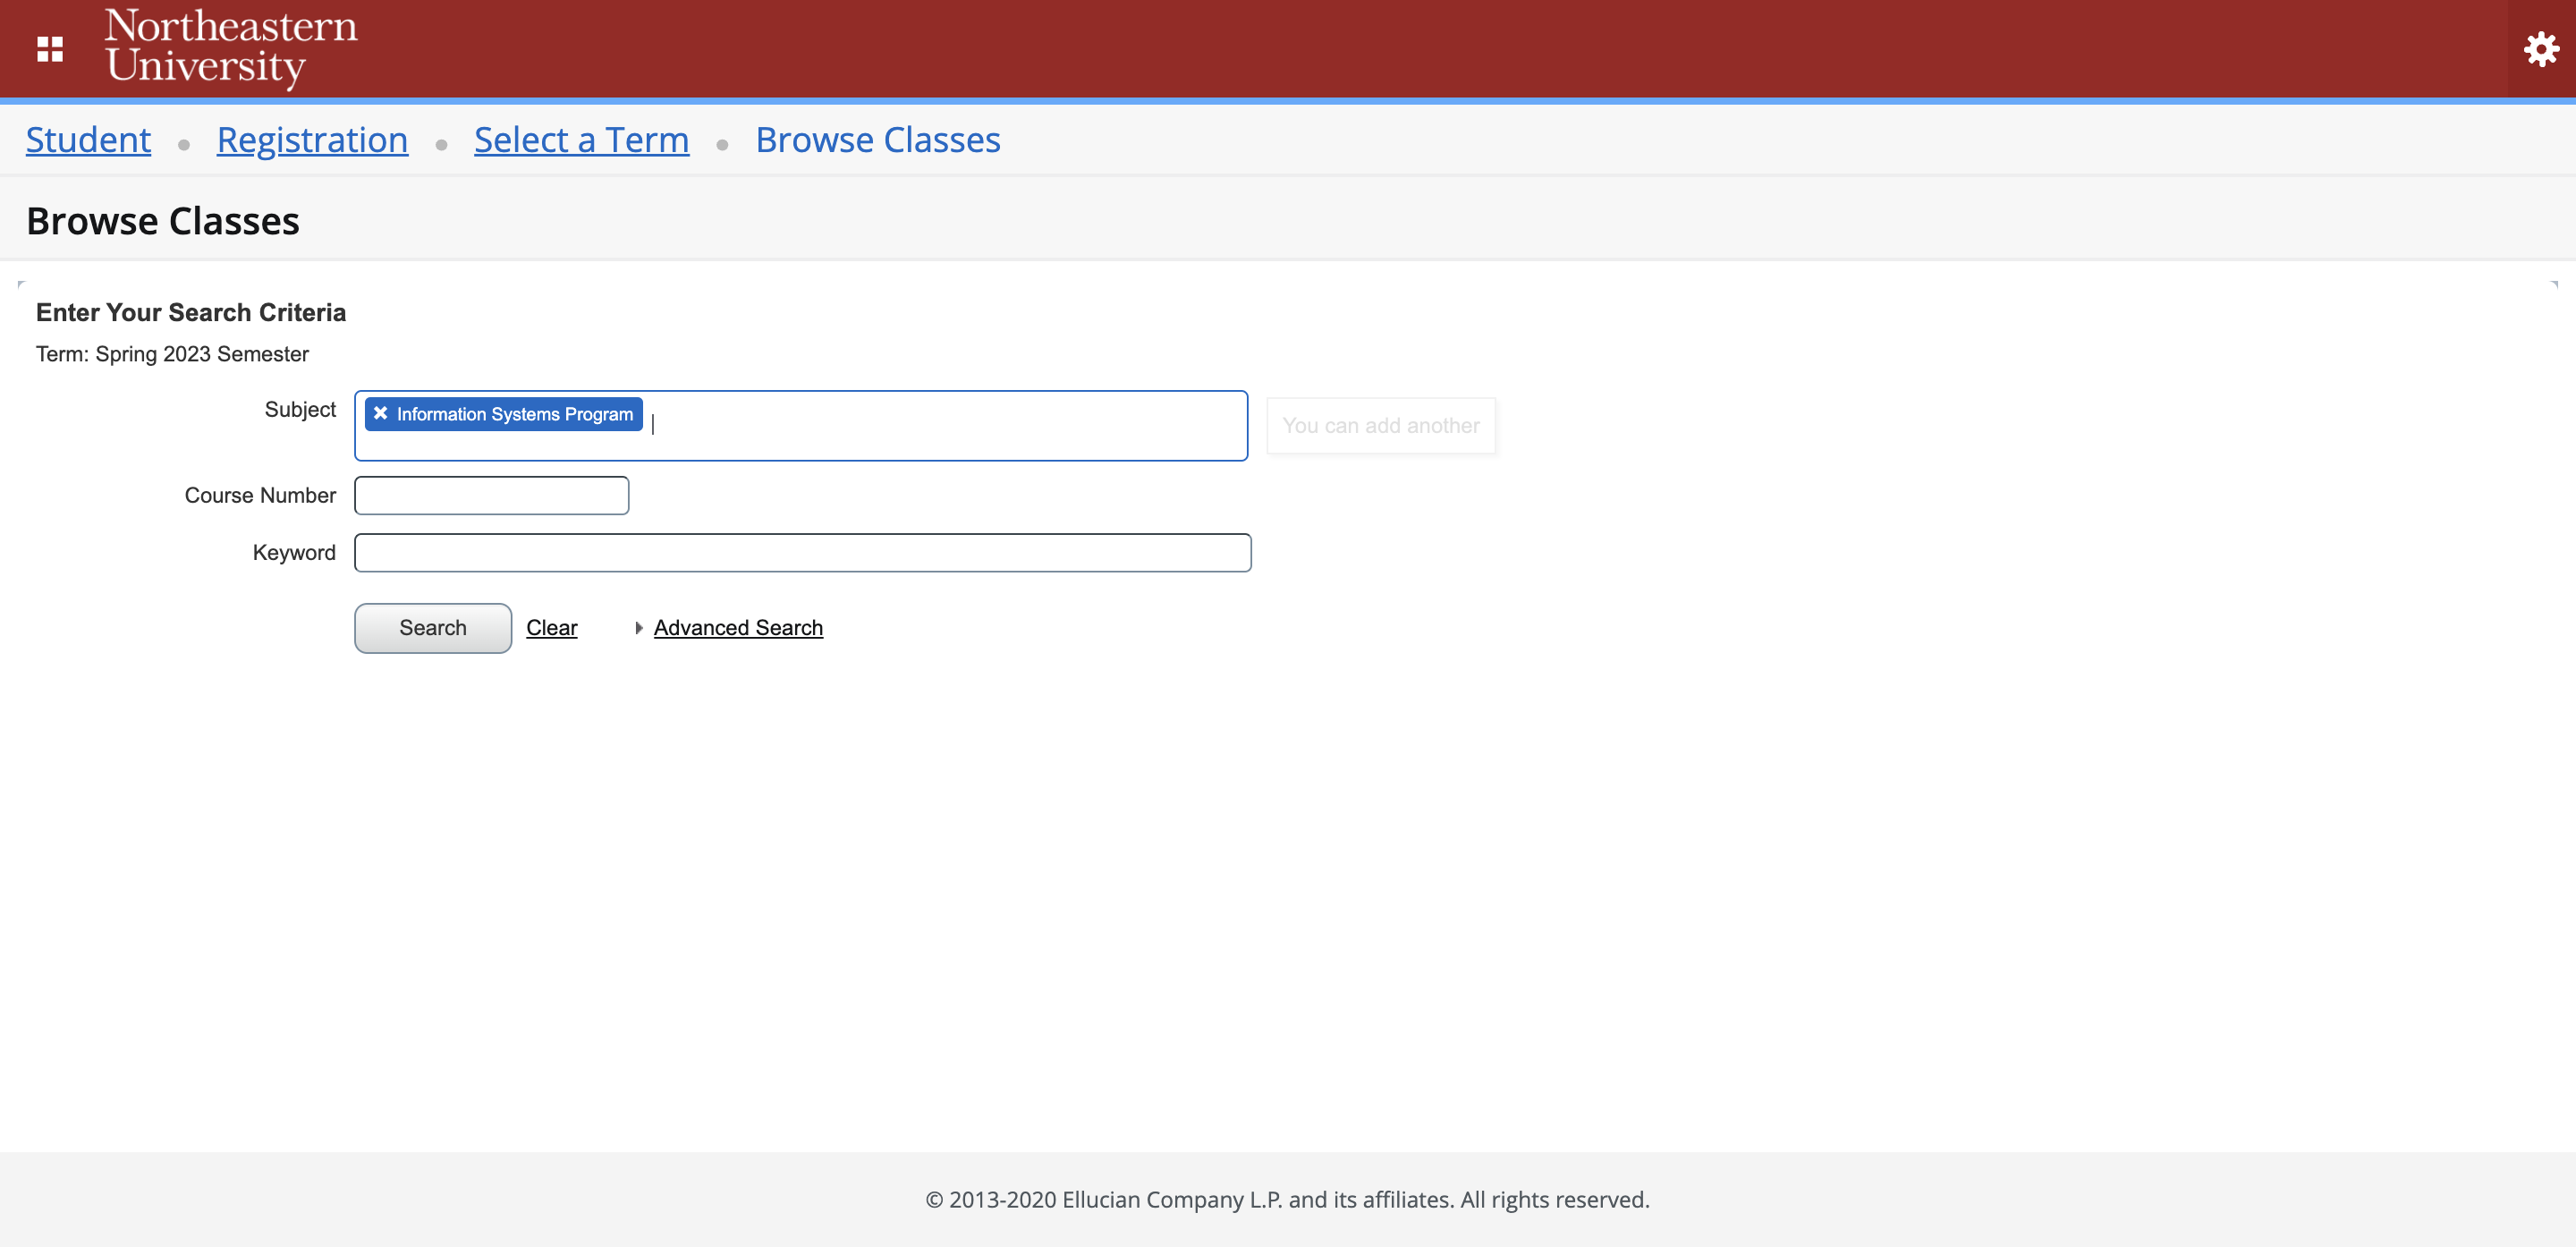 Northeastern
University
Student • Registration • Select a Term • Browse Classes
Browse Classes
Enter Your Search Criteria
Term: Spring 2023 Semester
Subject Information Systems Program You can add another
Course Number
Keyword
Search Clear Advanced Search
© 2013-2020 Ellucian Company L.P. and its affiliates. All rights reserved.